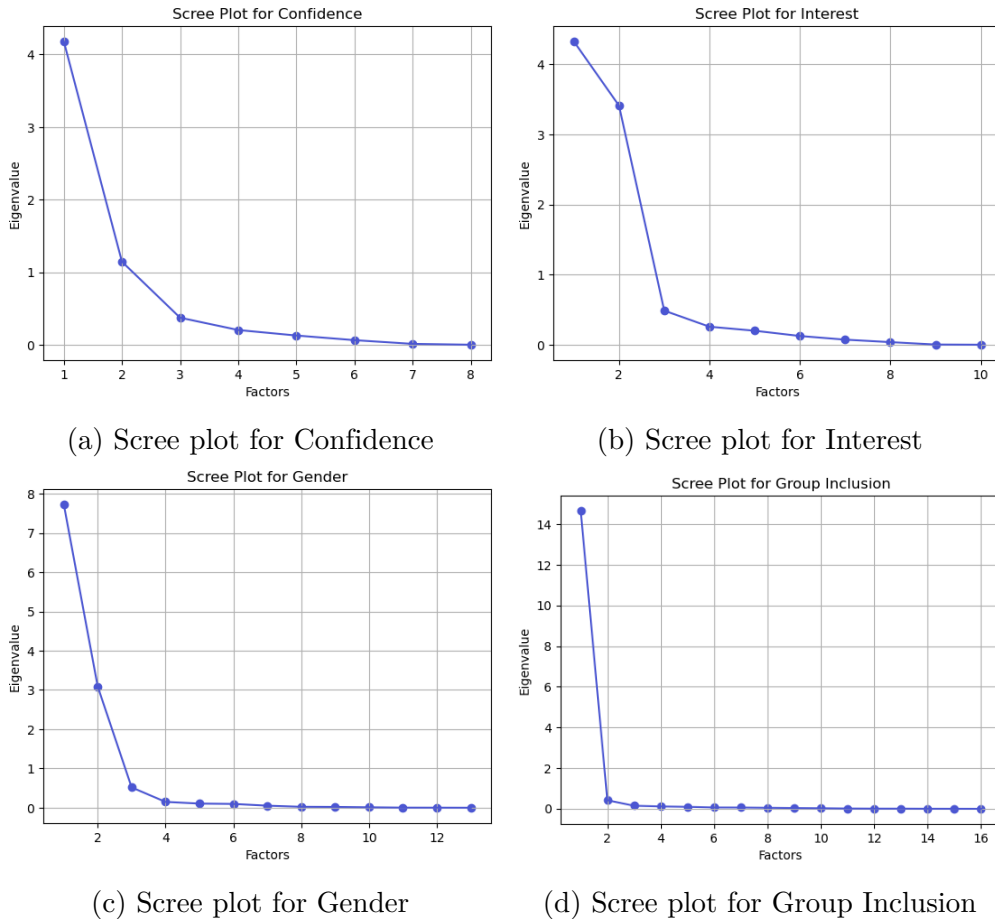 Scree Plot for Confidence
4
3
2
1
0
Eigenvalue
1 2 3 4 5 6 7 8
Factors
(a) Scree plot for Confidence
Scree Plot for Interest
4
3
2
1
0
Eigenvalue
2 4 6 8 10
Factors
(b) Scree plot for Interest
Scree Plot for Gender
8
7
6
5
4
3
2
1
0
Eigenvalue
2 4 6 8 10 12
Factors
(c) Scree plot for Gender
Scree Plot for Group Inclusion
14
12
10
8
6
4
2
0
Eigenvalue
2 4 6 8 10 12 14 16
Factors
(d) Scree plot for Group Inclusion